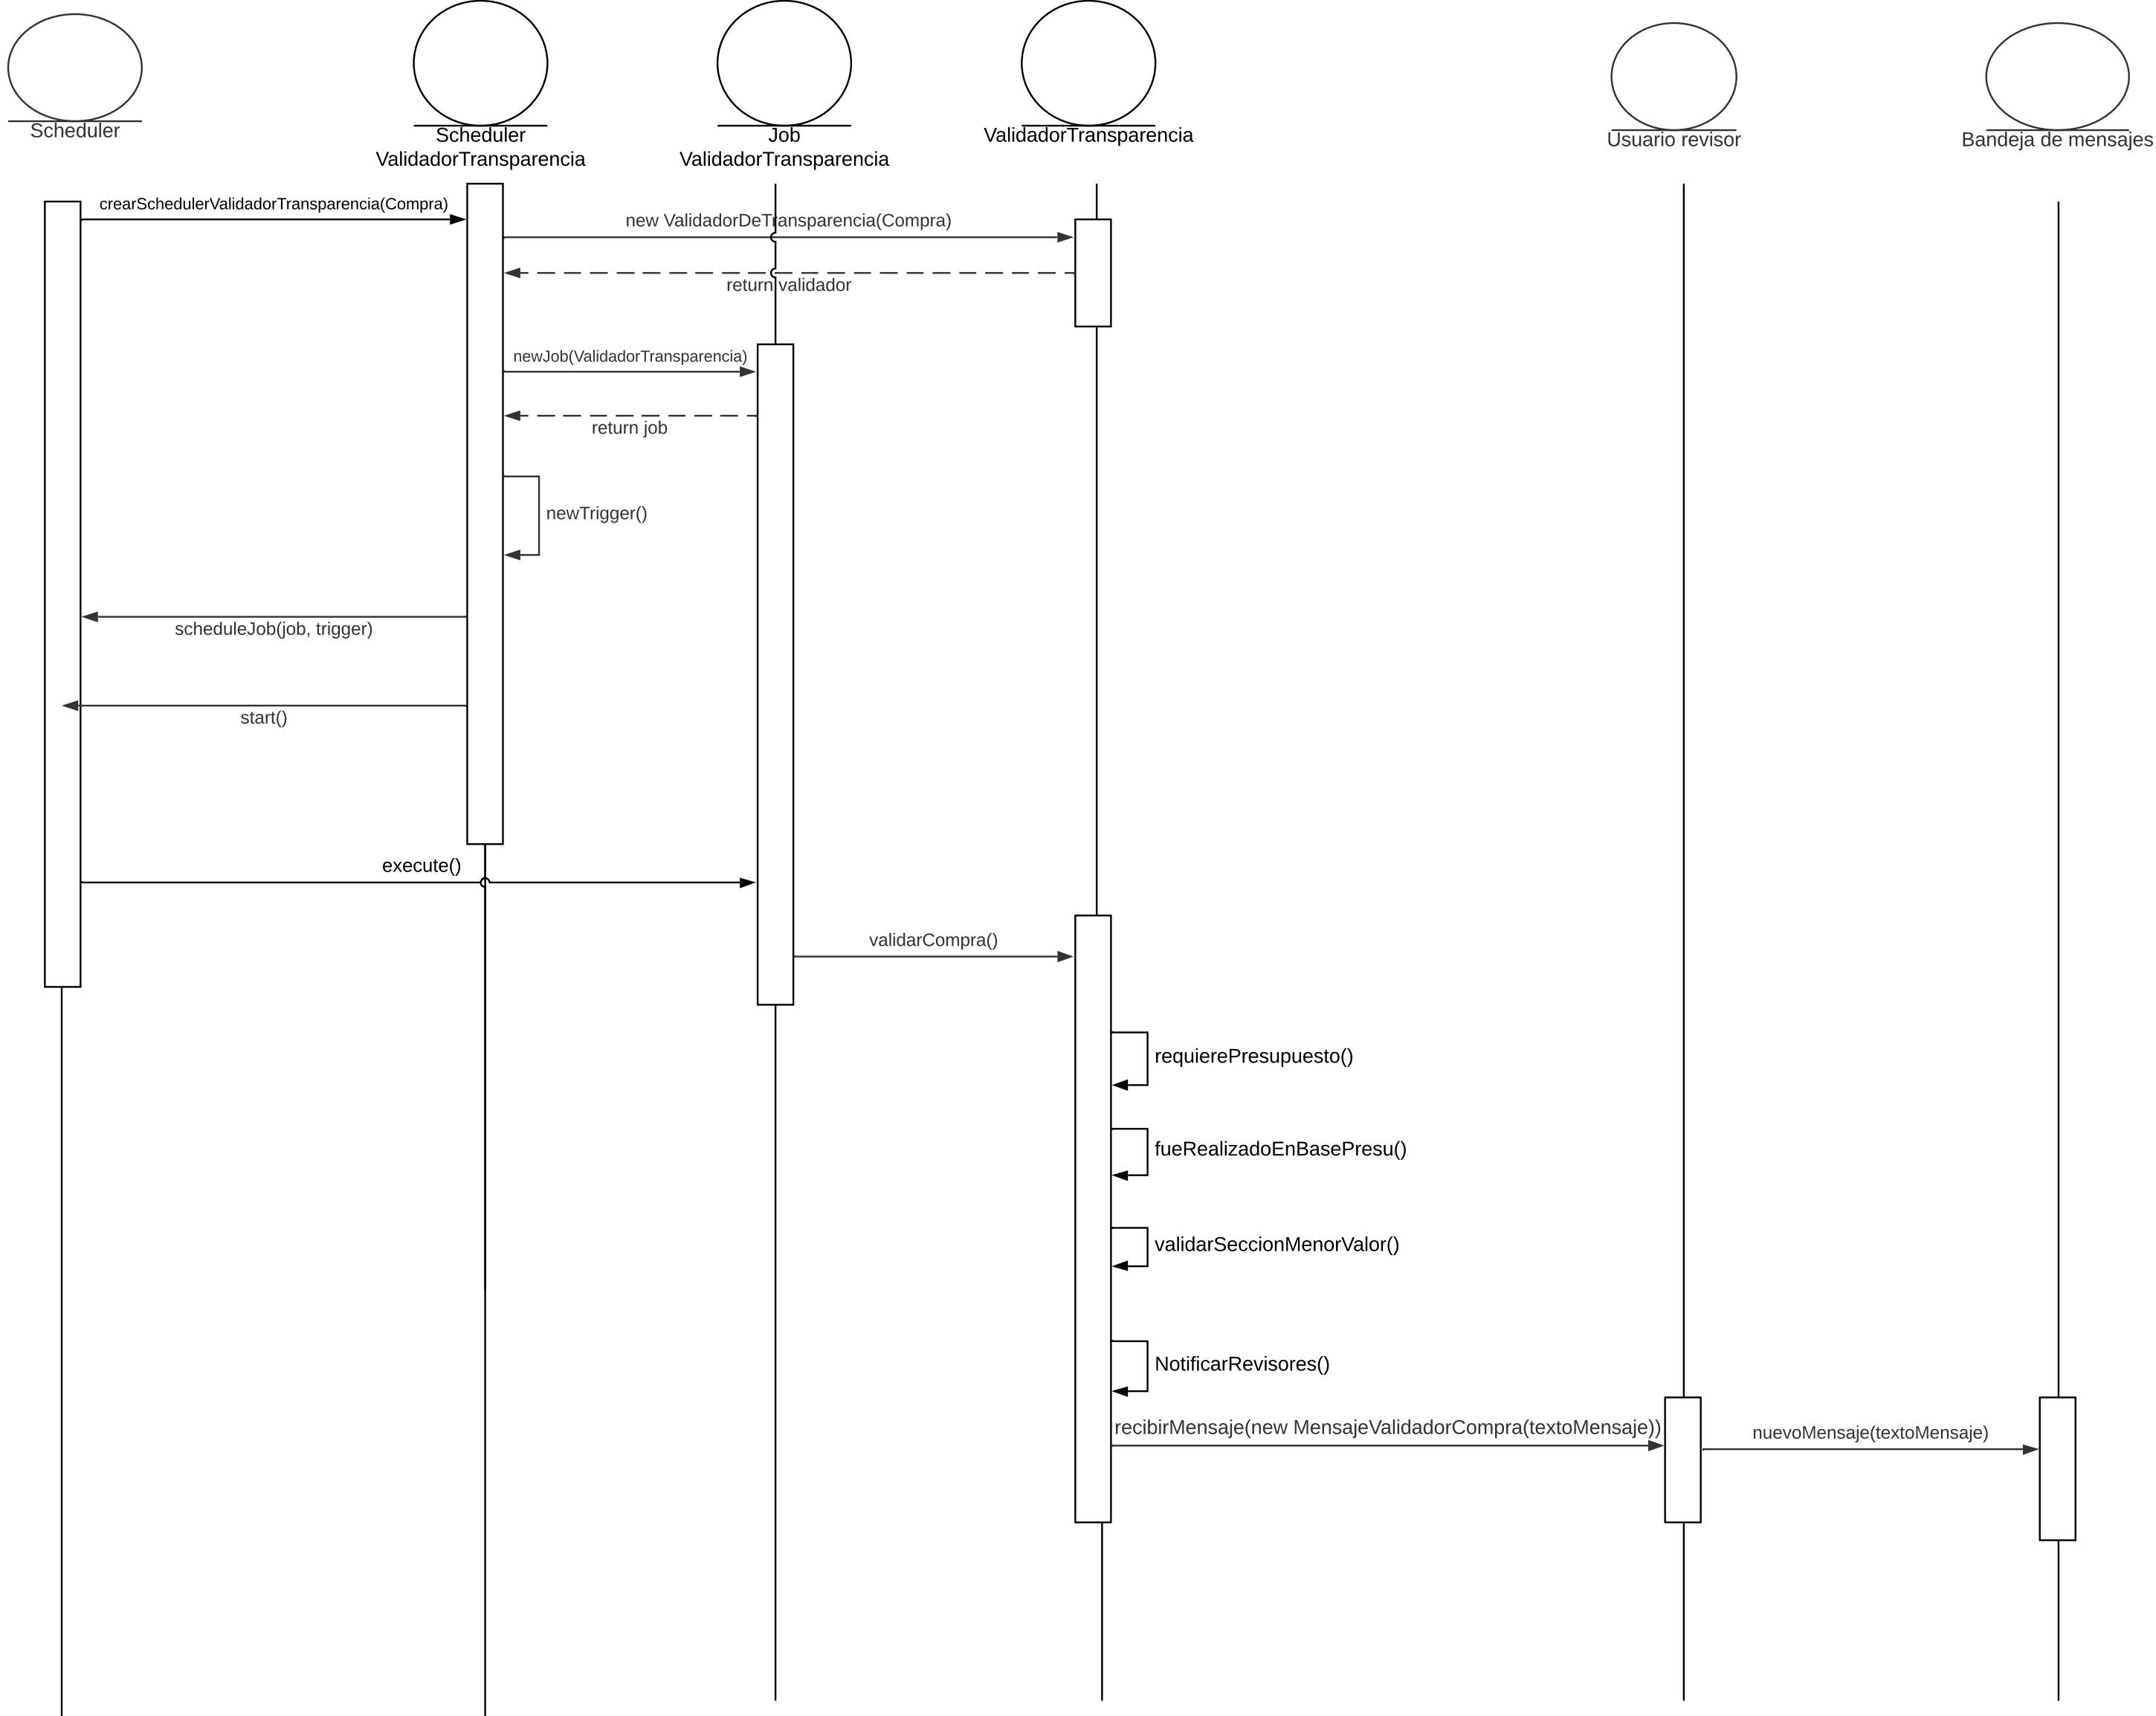 Scheduler
Scheduler
ValidadorTransparencia
Job
ValidadorTransparencia
ValidadorTransparencia
Usuario revisor
Bandeja de mensajes
crearSchedulerValidadorTransparencia(Compra)
new ValidadorDeTransparencia(Compra)
return validador
newJob(ValidadorTransparencia)
return job
newTrigger()
scheduleJob(job, trigger)
start()
execute()
validarCompra()
requierePresupuesto()
fueRealizadoEnBasePresu()
validarSeccionMenorValor()
NotificarRevisores()
recibirMensaje(new MensajeValidadorCompra(textoMensaje))
nuevoMensaje(textoMensaje)